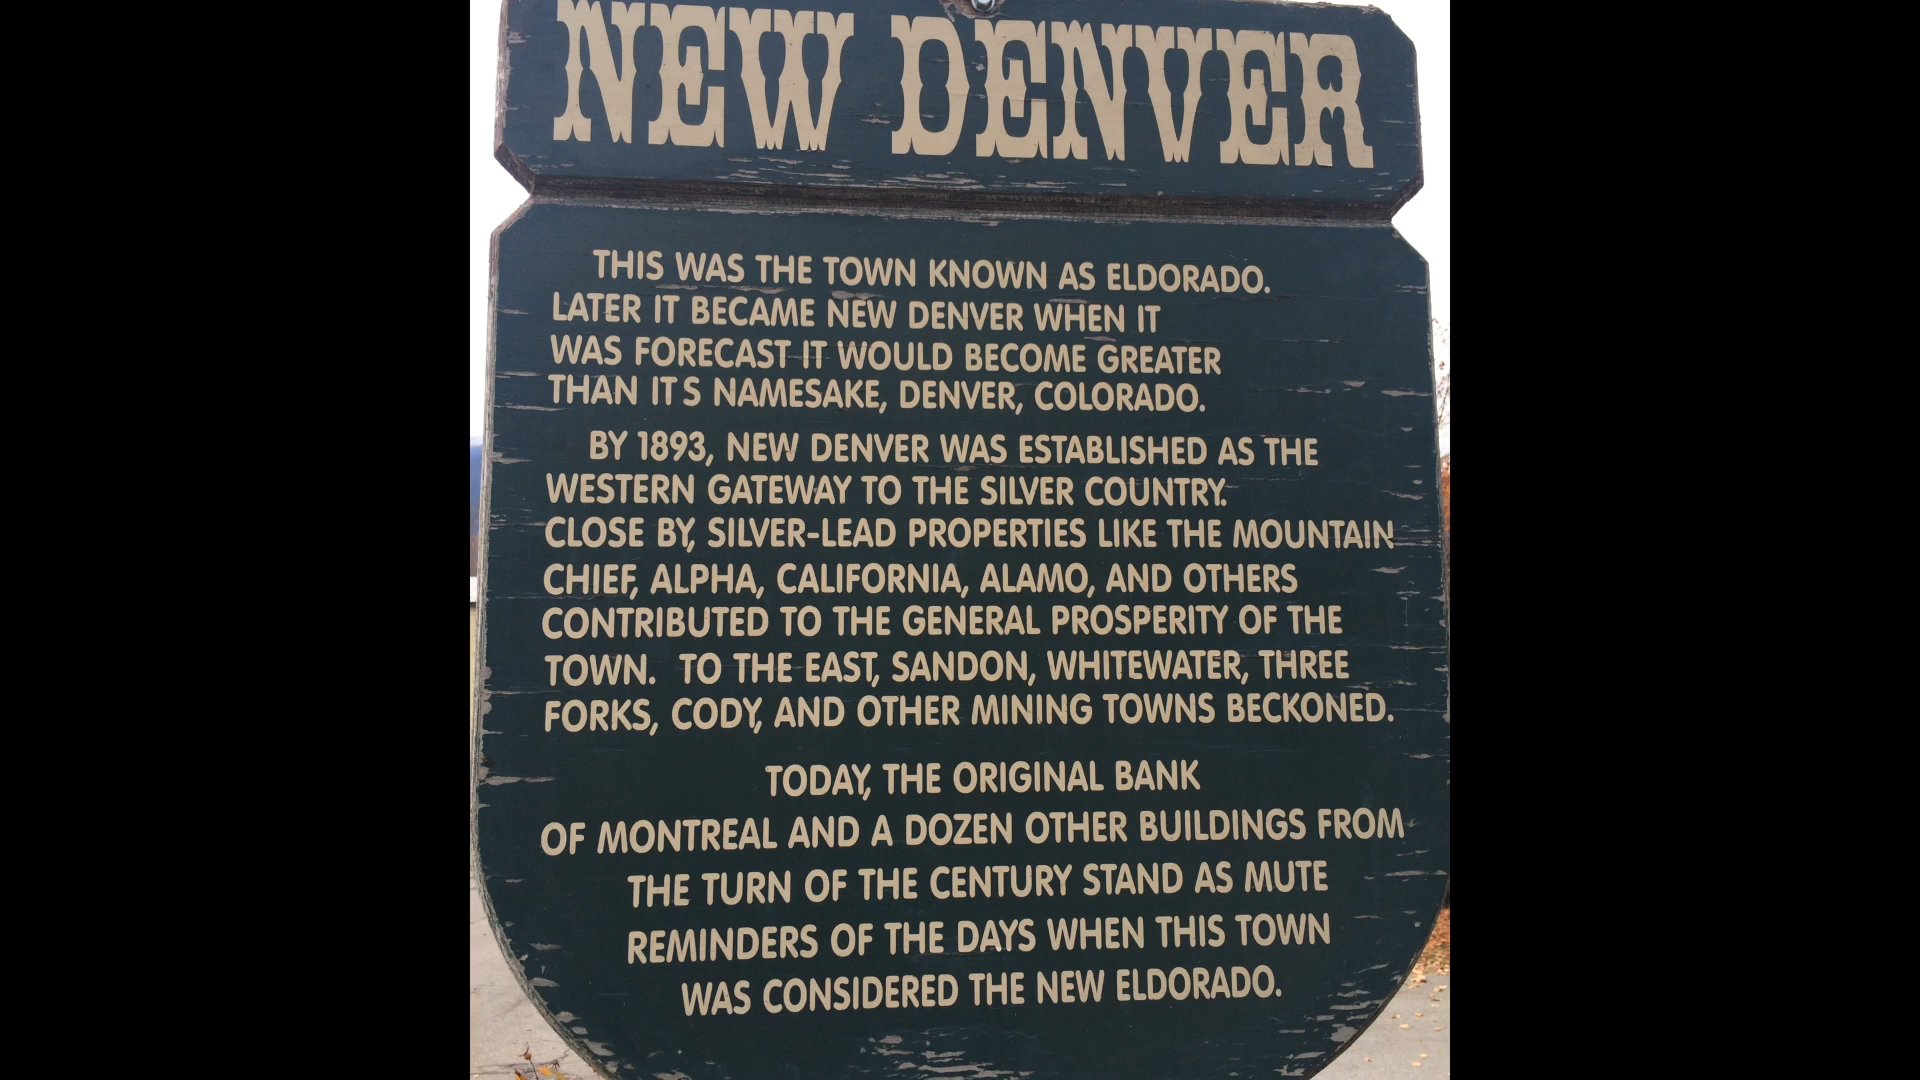 NEW DENVER
THIS WAS THE TOWN KNOWN AS ELDORADO.
LATER IT BECAME NEW DENVER WHEN IT
WAS FORECAST IT WOULD BECOME GREATER
THAN IT S NAMESAKE, DENVER, COLORADO.
BY 1893, NEW DENVER WAS ESTABLISHED AS THE
WESTERN GATEWAY TO THE SILVER COUNTRY.
CLOSE BY, SILVER-LEAD PROPERTIES LIKE THE MOUNTAIN
CHIEF, ALPHA, CALIFORNIA, ALAMO, AND OTHERS
CONTRIBUTED TO THE GENERAL PROSPERITY OF THE
TOWN. TO THE EAST, SANDON, WHITEWATER, THREE
FORKS, CODY, AND OTHER MINING TOWNS BECKONED.
TODAY, THE ORIGINAL BANK
OF MONTREAL AND A DOZEN OTHER BUILDINGS FROM
THE TURN OF THE CENTURY STAND AS MUTE
REMINDERS OF THE DAYS WHEN THIS TOWN
WAS CONSIDERED THE NEW ELDORADO.